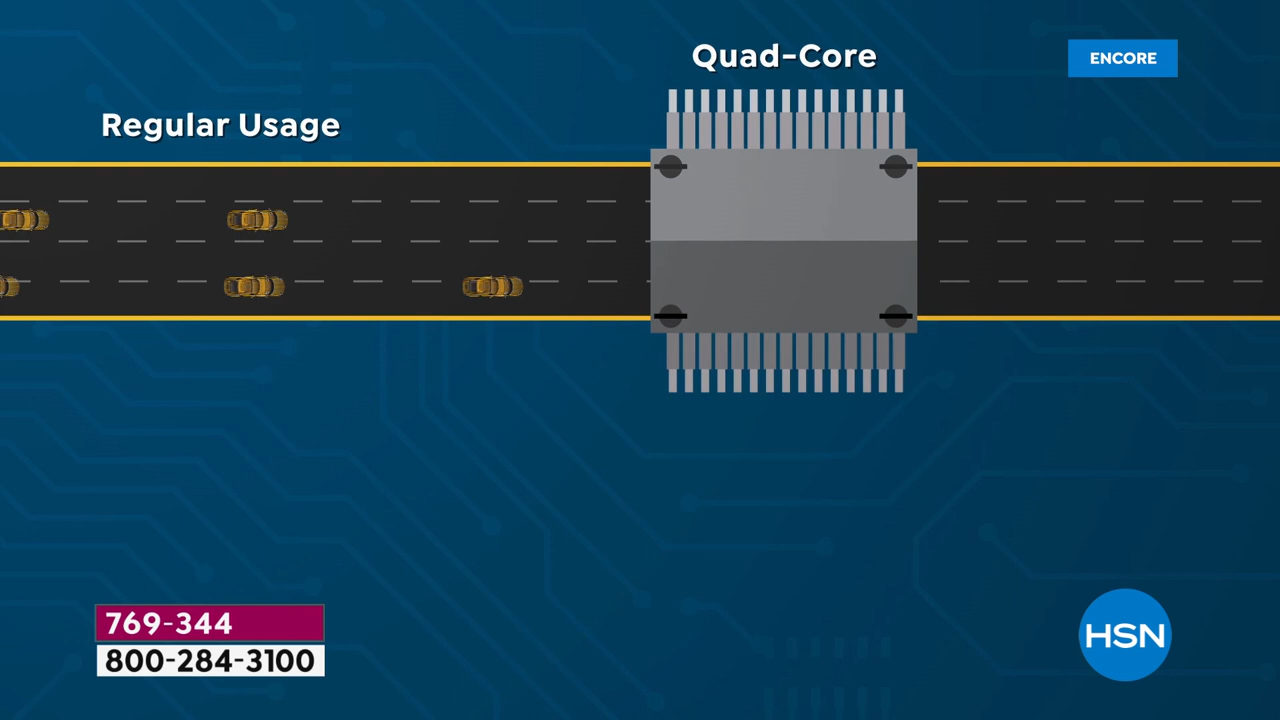 Quad-Core
ENCORE
Regular Usage
769-344
800-284-3100
HSN